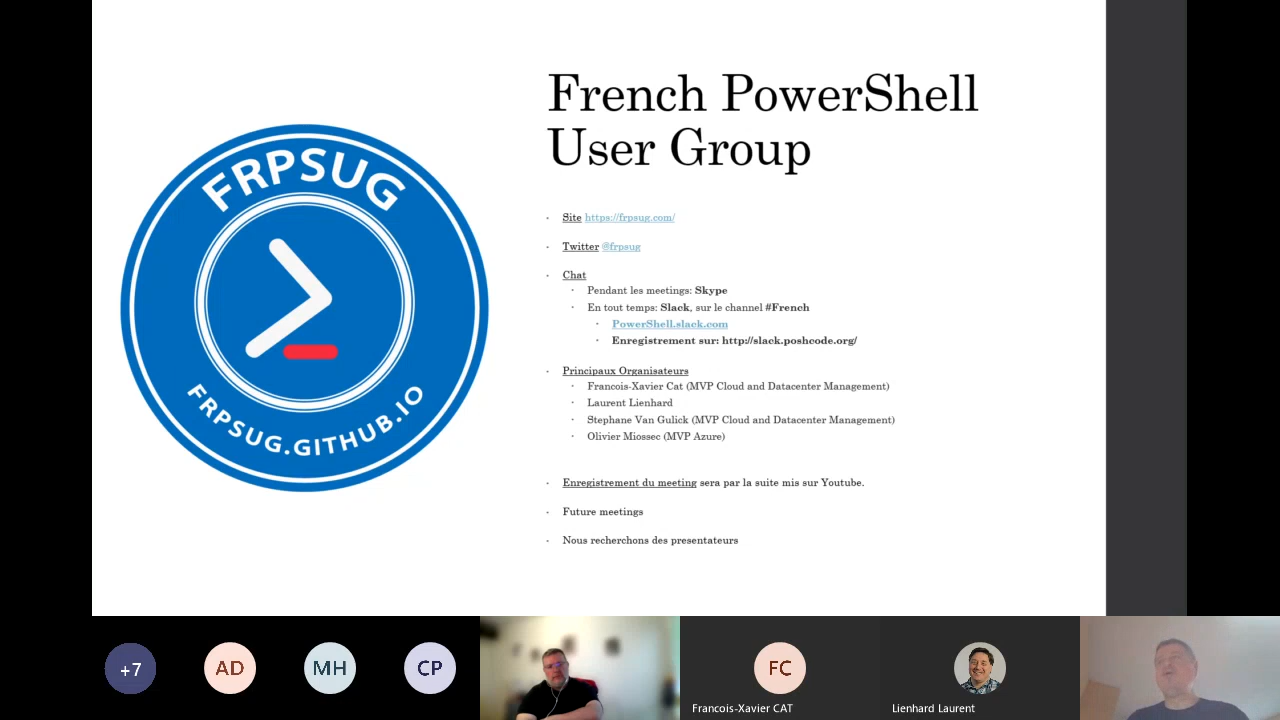 French PowerShell
User Group
FRPSUG
FRPSUG.GITHUB.IO
Site https://frpsug.com/
Twitter @frpsug
Chat
Pendant les meetings: Skype
En tout temps: Slack, sur le channel #French
PowerShell.slack.com
Enregistrement sur: http://slack.poshcode.org/
Principaux Organisateurs
Francois-Xavier Cat (MVP Cloud and Datacenter Management)
Laurent Lienhard
Stephane Van Gulick (MVP Cloud and Datacenter Management)
Olivier Miossec (MVP Azure)
Enregistrement du meeting sera par la suite mis sur Youtube.
Future meetings
Nous recherchons des presentateurs
+7
AD
MH
CP
FC
Francois-Xavier CAT
Lienhard Laurent